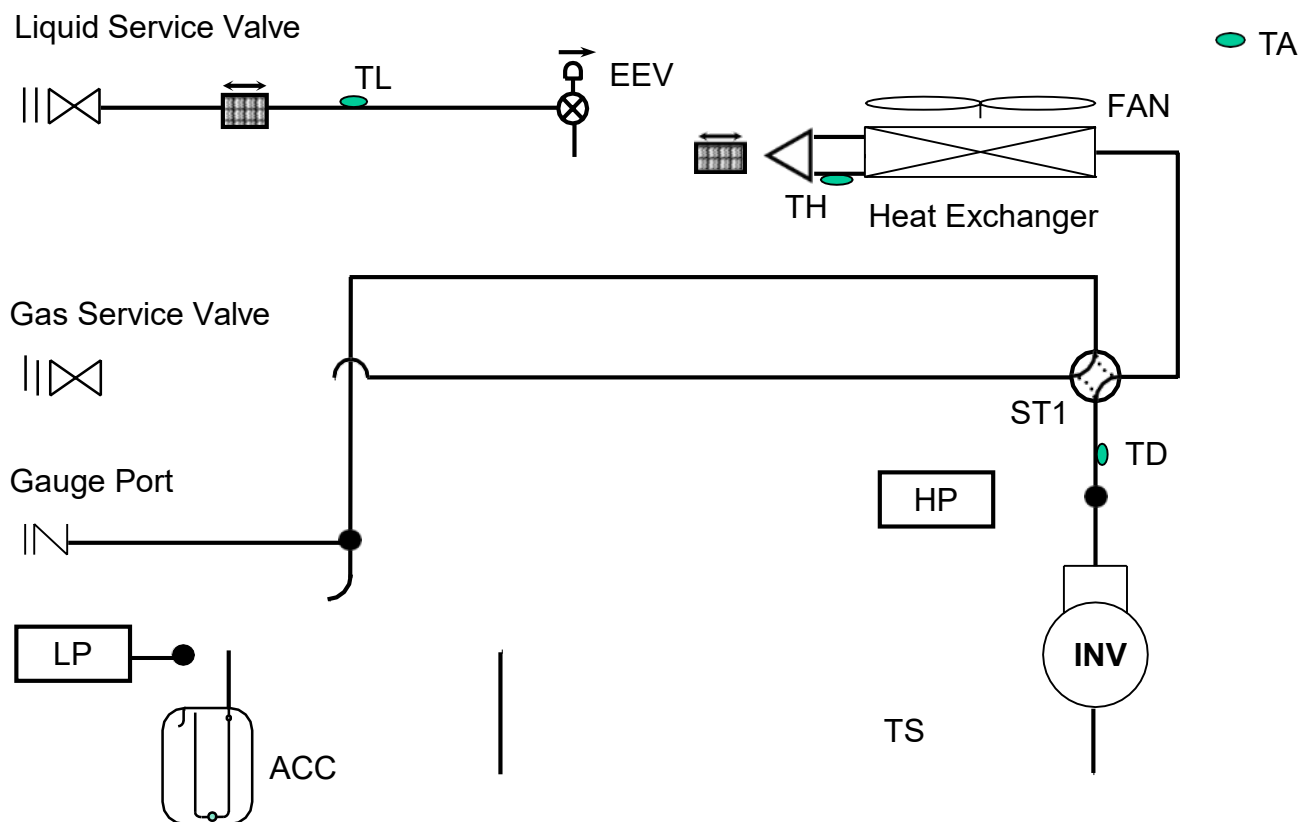 Liquid Service Valve
TA
TL
EEV
FAN
TH
Heat Exchanger
Gas Service Valve
ST1
TD
Gauge Port
HP
LP
INV
TS
ACC